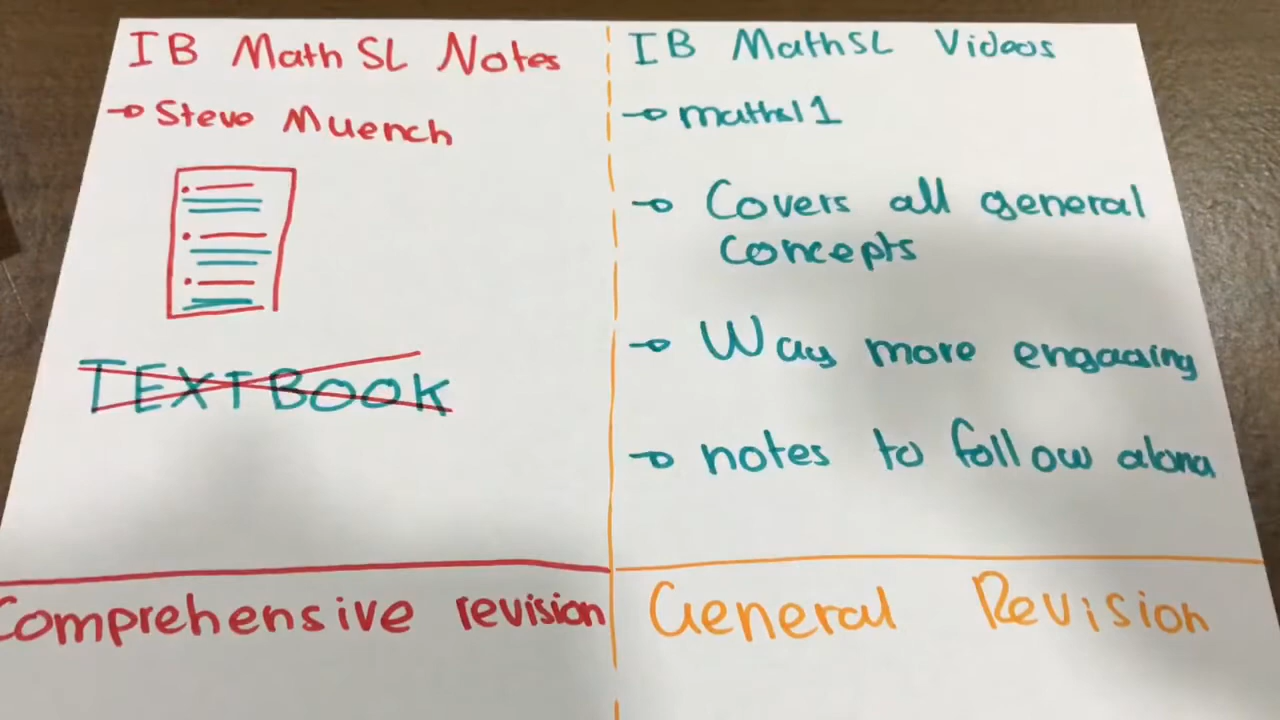 IB Math SL Notes
→ Steve Muench
TEXTBOOK
Comprehensive revision
IB MathSL Videos
→ mathsl1
→ Covers all general
concepts
→ Way more engaging
→ notes to follow along
General Revision